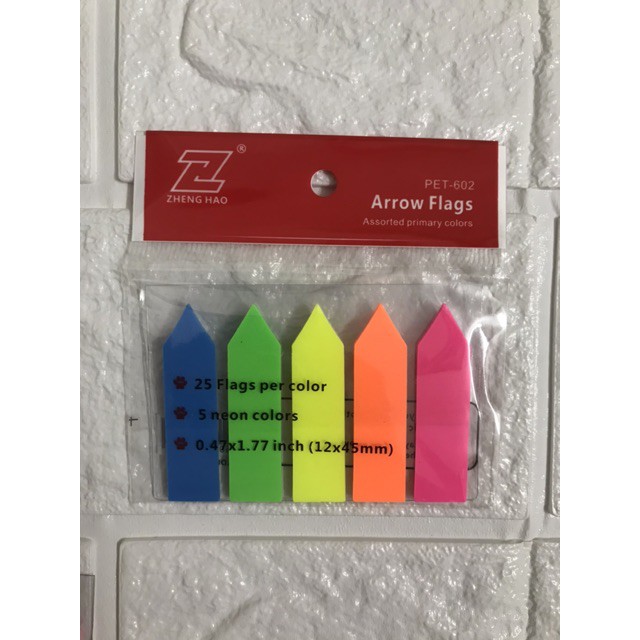 ZHENG HAO
®
PET-602
Arrow Flags
Assorted primary colors
25 Flags per color
5 neon colors
0.47x1.77 inch (12x45mm)